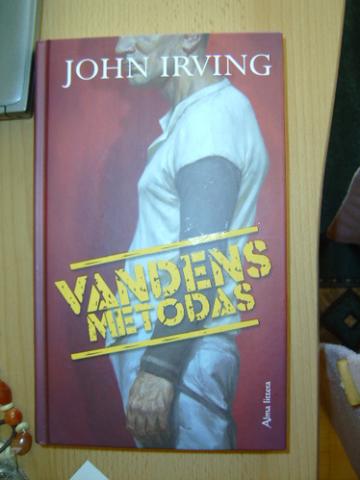 JOHN IRVING
VANDENS
METODAS
Alma littera